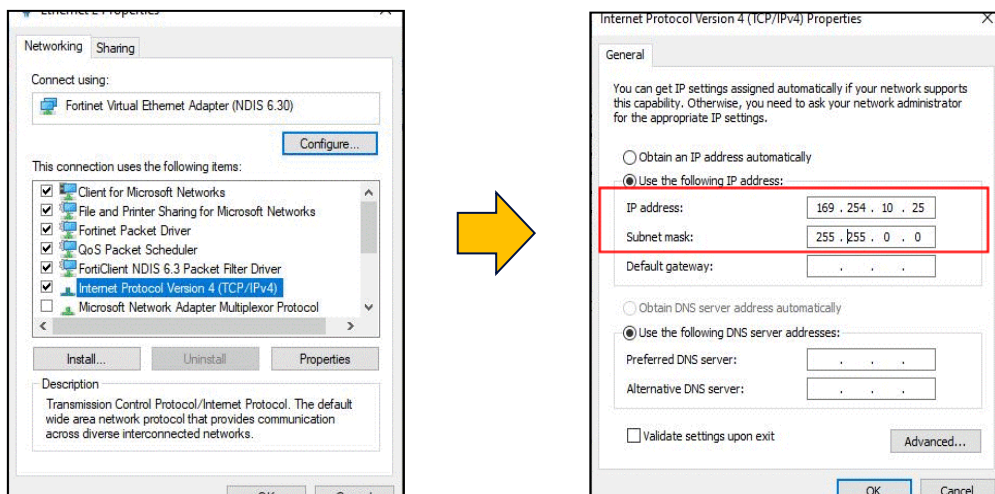 Ethernet 2 Properties
Networking
Sharing
Connect using:
Fortinet Virtual Ethernet Adapter (NDIS 6.30)
Configure...
This connection uses the following items:
Client for Microsoft Networks
File and Printer Sharing for Microsoft Networks
Fortinet Packet Driver
QoS Packet Scheduler
FortiClient NDIS 6.3 Packet Filter Driver
Internet Protocol Version 4 (TCP/IPv4)
Microsoft Network Adapter Multiplexor Protocol
Install...
Uninstall
Properties
Description
Transmission Control Protocol/Internet Protocol. The default
wide area network protocol that provides communication
across diverse interconnected networks.
OK
Cancel
Internet Protocol Version 4 (TCP/IPv4) Properties
General
You can get IP settings assigned automatically if your network supports
this capability. Otherwise, you need to ask your network administrator
for the appropriate IP settings.
Obtain an IP address automatically
Use the following IP address:
IP address: 169 . 254 . 10 . 25
Subnet mask: 255 . 255 . 0 . 0
Default gateway: . . .
Obtain DNS server address automatically
Use the following DNS server addresses:
Preferred DNS server: . . .
Alternative DNS server: . . .
Validate settings upon exit
Advanced...
OK
Cancel